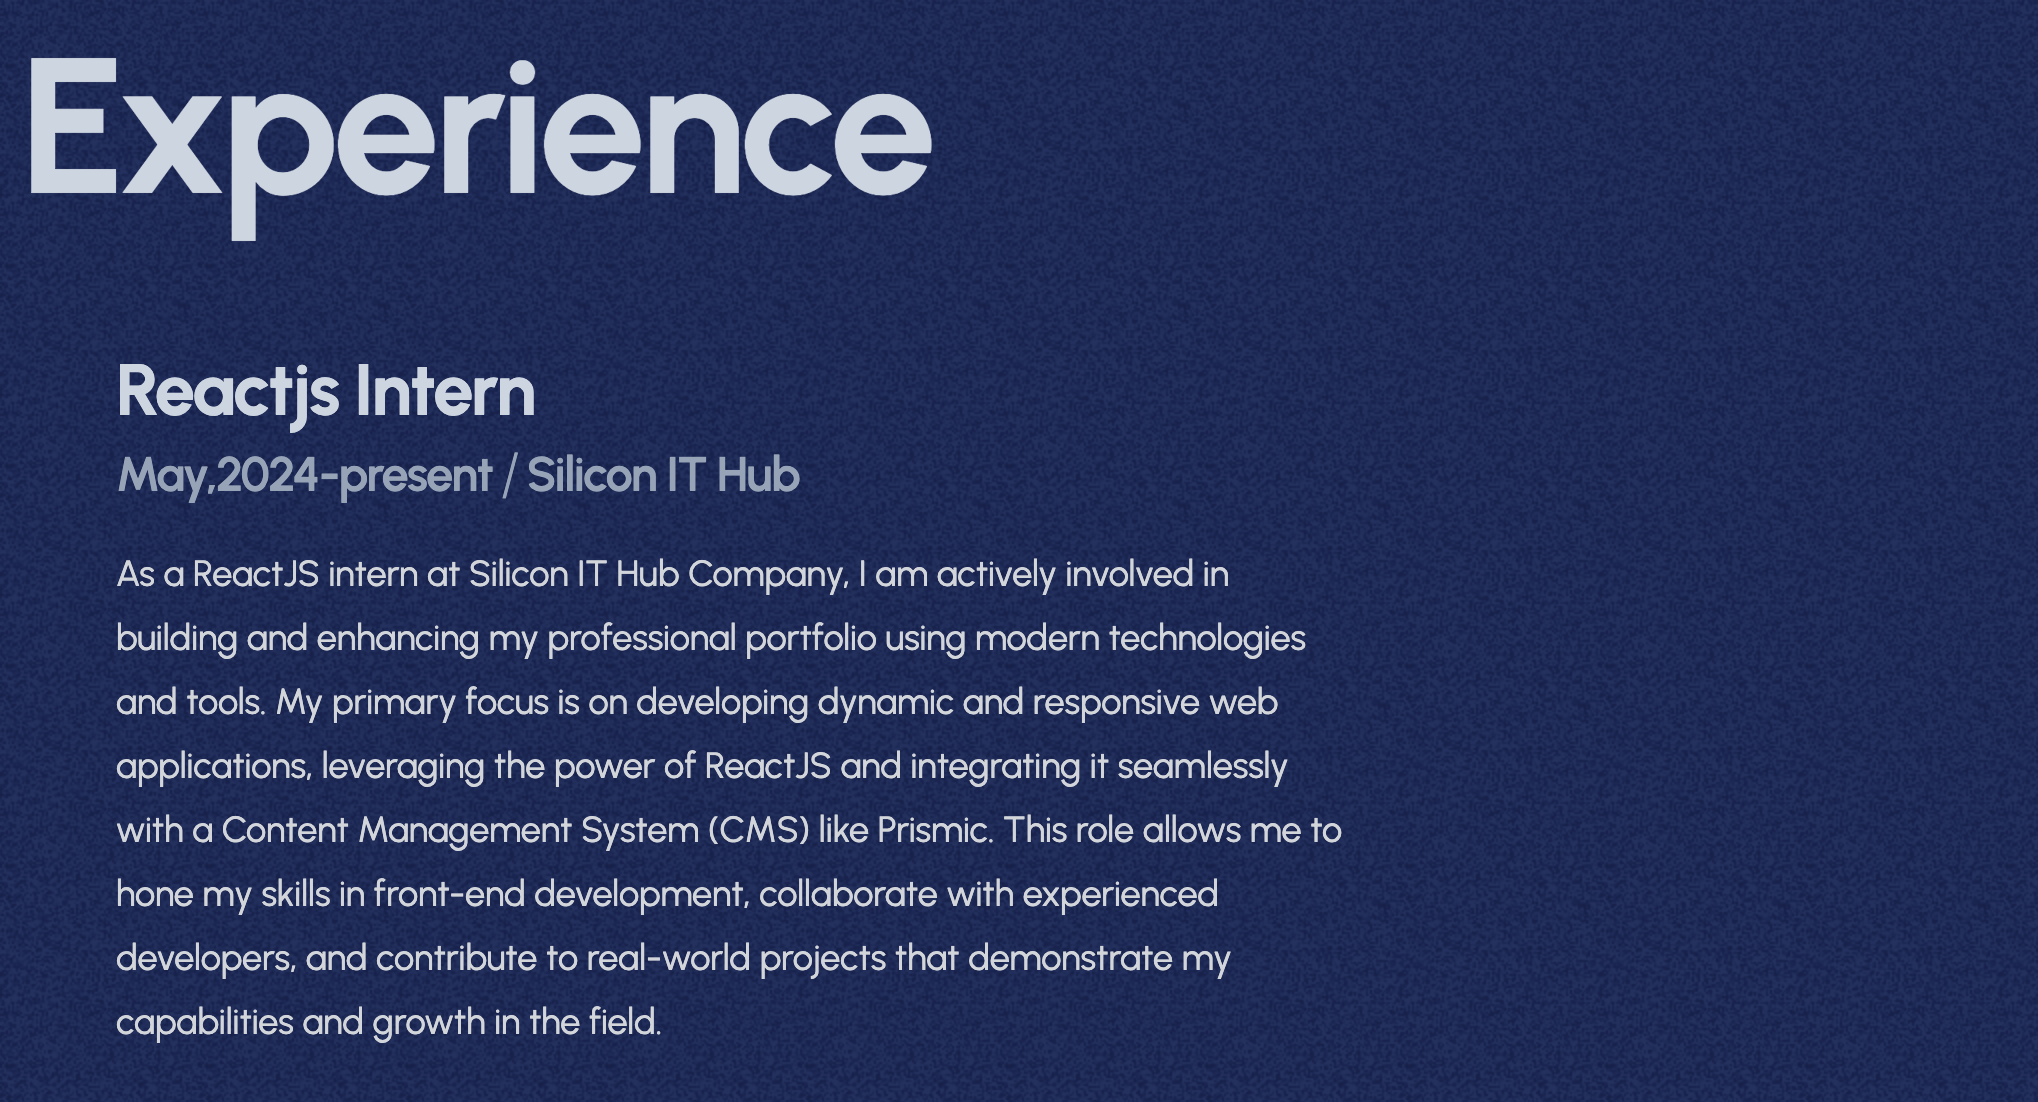 Experience
Reactjs Intern
May,2024-present / Silicon IT Hub
As a ReactJS intern at Silicon IT Hub Company, I am actively involved in
building and enhancing my professional portfolio using modern technologies
and tools. My primary focus is on developing dynamic and responsive web
applications, leveraging the power of ReactJS and integrating it seamlessly
with a Content Management System (CMS) like Prismic. This role allows me to
hone my skills in front-end development, collaborate with experienced
developers, and contribute to real-world projects that demonstrate my
capabilities and growth in the field.